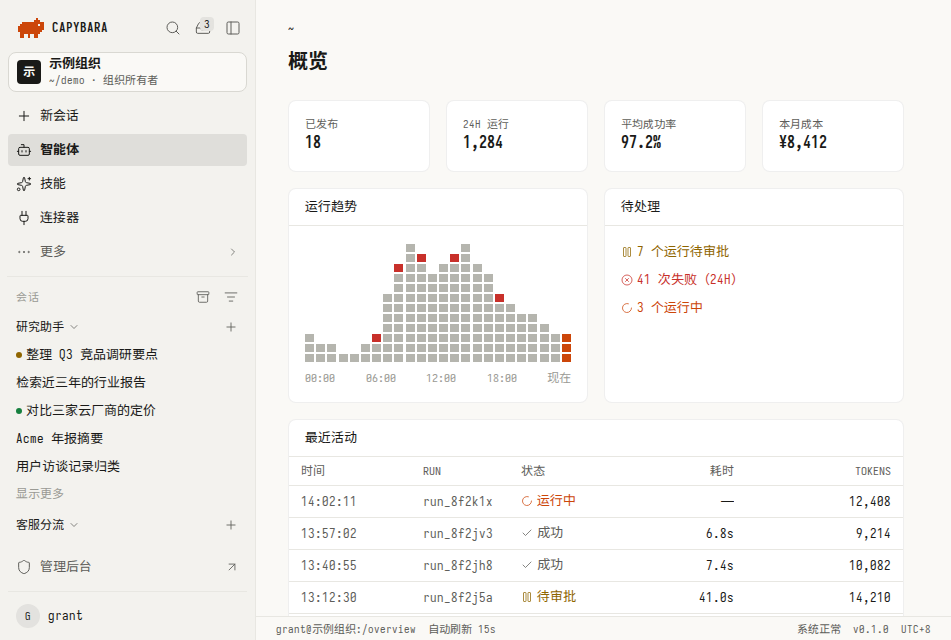 CAPYBARA
3
示
示例组织
~/demo · 组织所有者
新会话
智能体
技能
连接器
更多
会话
研究助手
整理 Q3 竞品调研要点
检索近三年的行业报告
对比三家云厂商的定价
Acme 年报摘要
用户访谈记录归类
显示更多
客服分流
管理后台
G grant
~
概览
已发布
18
24H 运行
1,284
平均成功率
97.2%
本月成本
¥8,412
运行趋势
00:00 06:00 12:00 18:00 现在
待处理
7 个运行待审批
41 次失败 (24H)
3 个运行中
最近活动
时间 RUN 状态 耗时 TOKENS
14:02:11 run_8f2k1x 运行中 — 12,408
13:57:02 run_8f2jv3 成功 6.8s 9,214
13:40:55 run_8f2jh8 成功 7.4s 10,082
13:12:30 run_8f2j5a 待审批 41.0s 14,210
grant@示例组织:/overview 自动刷新 15s
系统正常 v0.1.0 UTC+8